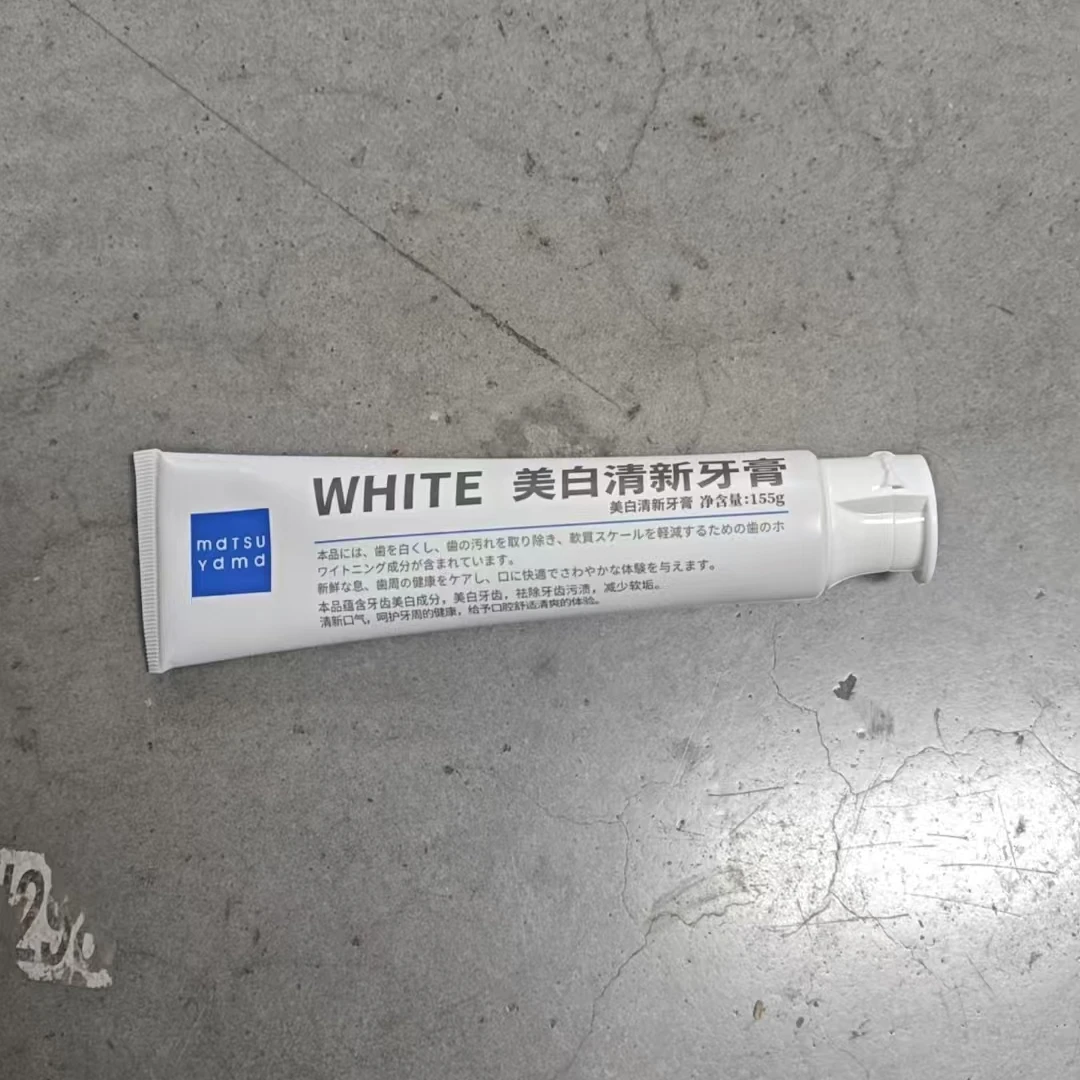 maTSU
Yama
WHITE 美白清新牙膏
美白清新牙膏 净含量:155g
本品には、歯を白くし、歯の汚れを取り除き、軟質スケールを軽減するための歯のホ
ワイトニング成分が含まれています。
新鮮な息、歯周の健康をケアし、口に快適でさわやかな体験を与えます。
本品蕴含牙齿美白成分，美白牙齿，祛除牙齿污渍，减少软垢。
清新口气，呵护牙周的健康，给予口腔舒适清爽的体验。